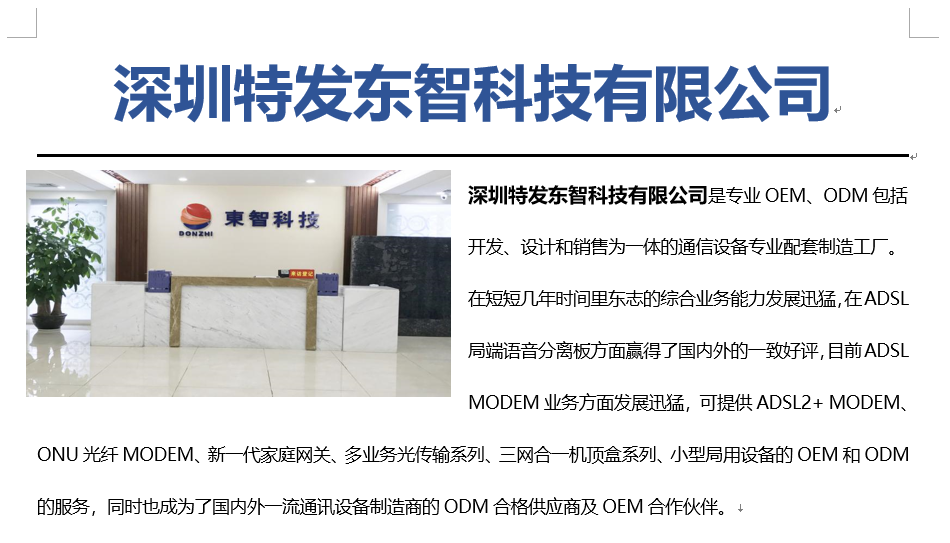 深圳特发东智科技有限公司
東智科技
DONZHI
来访登记
深圳特发东智科技有限公司是专业 OEM、ODM 包括
开发、设计和销售为一体的通信设备专业配套制造工厂。
在短短几年时间里东志的综合业务能力发展迅猛,在 ADSL
局端语音分离板方面赢得了国内外的一致好评,目前 ADSL
MODEM 业务方面发展迅猛，可提供 ADSL2+ MODEM、
ONU 光纤 MODEM、新一代家庭网关、多业务光传输系列、三网合一机顶盒系列、小型局用设备的 OEM 和 ODM
的服务，同时也成为了国内外一流通讯设备制造商的 ODM 合格供应商及 OEM 合作伙伴。